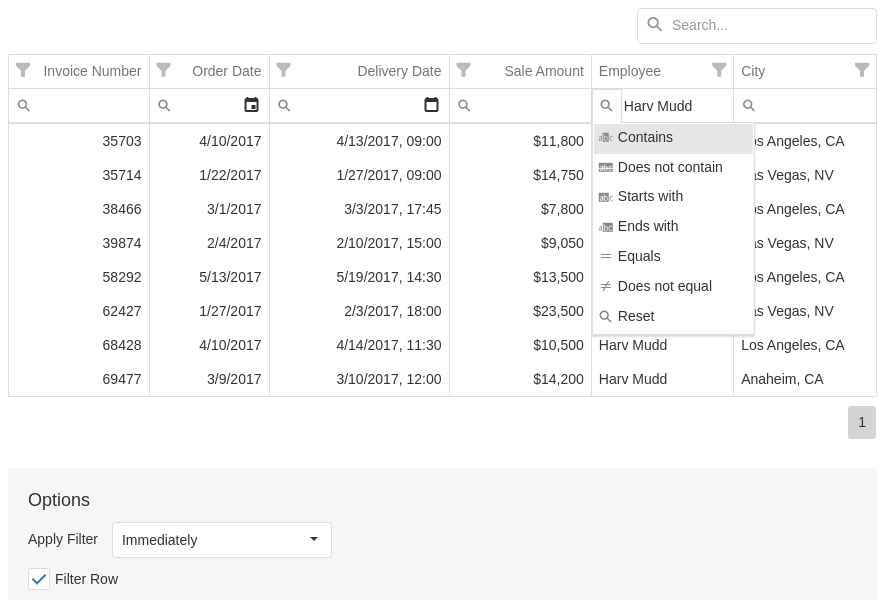 Search...
Invoice Number Order Date Delivery Date Sale Amount Employee City
Harv Mudd
35703 4/10/2017 4/13/2017, 09:00 $11,800 Contains os Angeles, CA
35714 1/22/2017 1/27/2017, 09:00 $14,750 Does not contain as Vegas, NV
38466 3/1/2017 3/3/2017, 17:45 $7,800 Starts with os Angeles, CA
39874 2/4/2017 2/10/2017, 15:00 $9,050 Ends with as Vegas, NV
Equals
58292 5/13/2017 5/19/2017, 14:30 $13,500 Does not equal os Angeles, CA
62427 1/27/2017 2/3/2017, 18:00 $23,500 Reset as Vegas, NV
68428 4/10/2017 4/14/2017, 11:30 $10,500 Harv Mudd Los Angeles, CA
69477 3/9/2017 3/10/2017, 12:00 $14,200 Harv Mudd Anaheim, CA
1
Options
Apply Filter Immediately
Filter Row